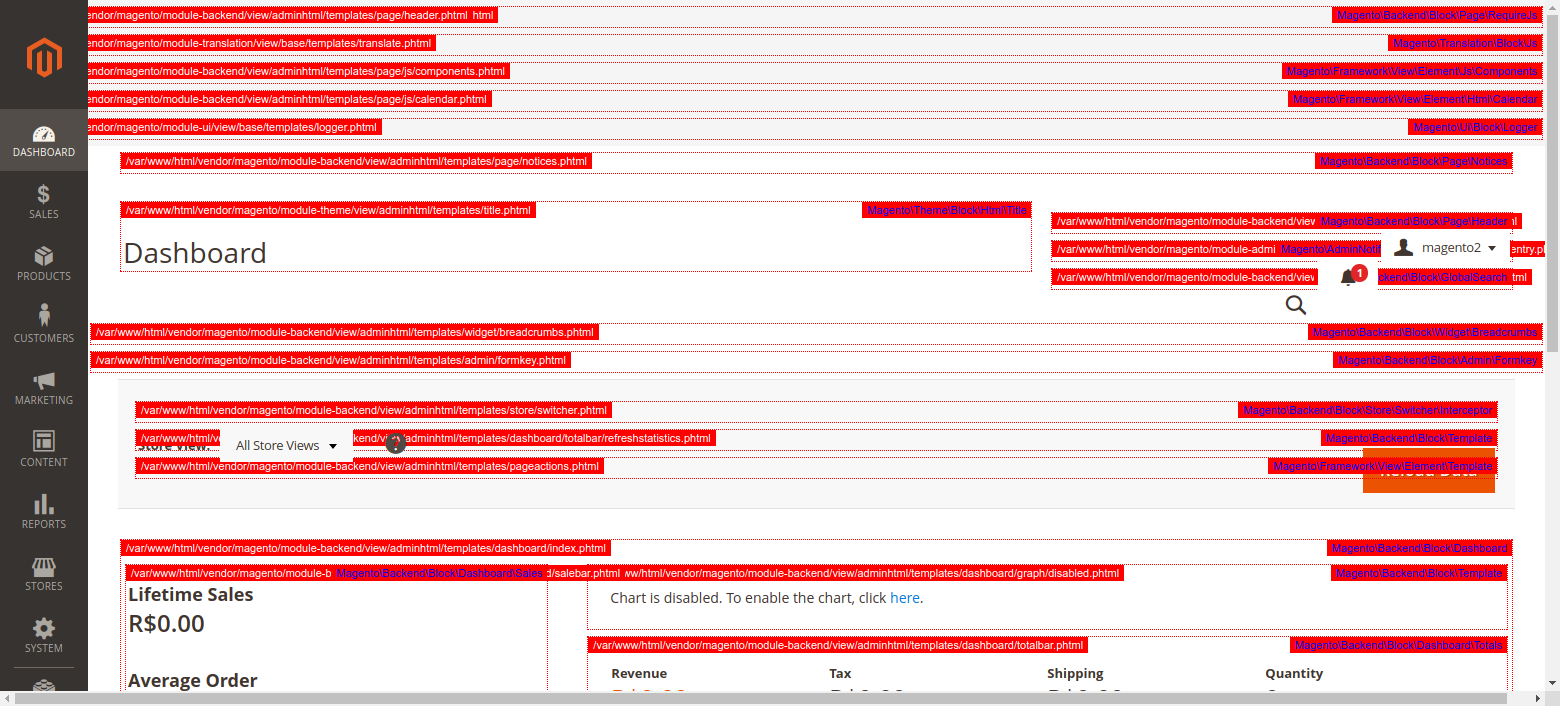 endor/magento/module-backend/view/adminhtml/templates/page/header.phtml html Magento\Backend\Block\Page\RequireJs
endor/magento/module-translation/view/base/templates/translate.phtml Magento\Translation\Block\Js
endor/magento/module-backend/view/adminhtml/templates/page/js/components.phtml Magento\Framework\View\Element\Js\Components
endor/magento/module-backend/view/adminhtml/templates/page/js/calendar.phtml Magento\Framework\View\Element\Html\Calendar
endor/magento/module-ui/view/base/templates/logger.phtml Magento\Ui\Block\Logger
DASHBOARD
/var/www/html/vendor/magento/module-backend/view/adminhtml/templates/page/notices.phtml Magento\Backend\Block\Page\Notices
SALES
/var/www/html/vendor/magento/module-theme/view/adminhtml/templates/title.phtml Magento\Theme\Block\Html\Title
/var/www/html/vendor/magento/module-backend/view Magento\Backend\Block\Page\Header
Dashboard
/var/www/html/vendor/magento/module-admi Magento\AdminNoti magento2 entry.ph
/var/www/html/vendor/magento/module-backend/view 1 ckend\Block\GlobalSearch tml
PRODUCTS
/var/www/html/vendor/magento/module-backend/view/adminhtml/templates/widget/breadcrumbs.phtml Magento\Backend\Block\Widget\Breadcrumbs
CUSTOMERS
/var/www/html/vendor/magento/module-backend/view/adminhtml/templates/admin/formkey.phtml Magento\Backend\Block\Admin\Formkey
MARKETING
/var/www/html/vendor/magento/module-backend/view/adminhtml/templates/store/switcher.phtml Magento\Backend\Block\Store\Switcher\Interceptor
/var/www/html/vendor/magento/module-backend/view/adminhtml/templates/dashboard/totalbar/refreshstatistics.phtml Magento\Backend\Block\Template
Store View: All Store Views ?
/var/www/html/vendor/magento/module-backend/view/adminhtml/templates/pageactions.phtml Magento\Framework\View\Element\Template
Reload Data
CONTENT
REPORTS
/var/www/html/vendor/magento/module-backend/view/adminhtml/templates/dashboard/index.phtml Magento\Backend\Block\Dashboard
/var/www/html/vendor/magento/module-b Magento\Backend\Block\Dashboard\Sales d/salebar.phtml ww/html/vendor/magento/module-backend/view/adminhtml/templates/dashboard/graph/disabled.phtml Magento\Backend\Block\Template
STORES
Lifetime Sales
Chart is disabled. To enable the chart, click here.
R$0.00
SYSTEM
/var/www/html/vendor/magento/module-backend/view/adminhtml/templates/dashboard/totalbar.phtml Magento\Backend\Block\Dashboard\Totals
Average Order
Revenue Tax Shipping Quantity